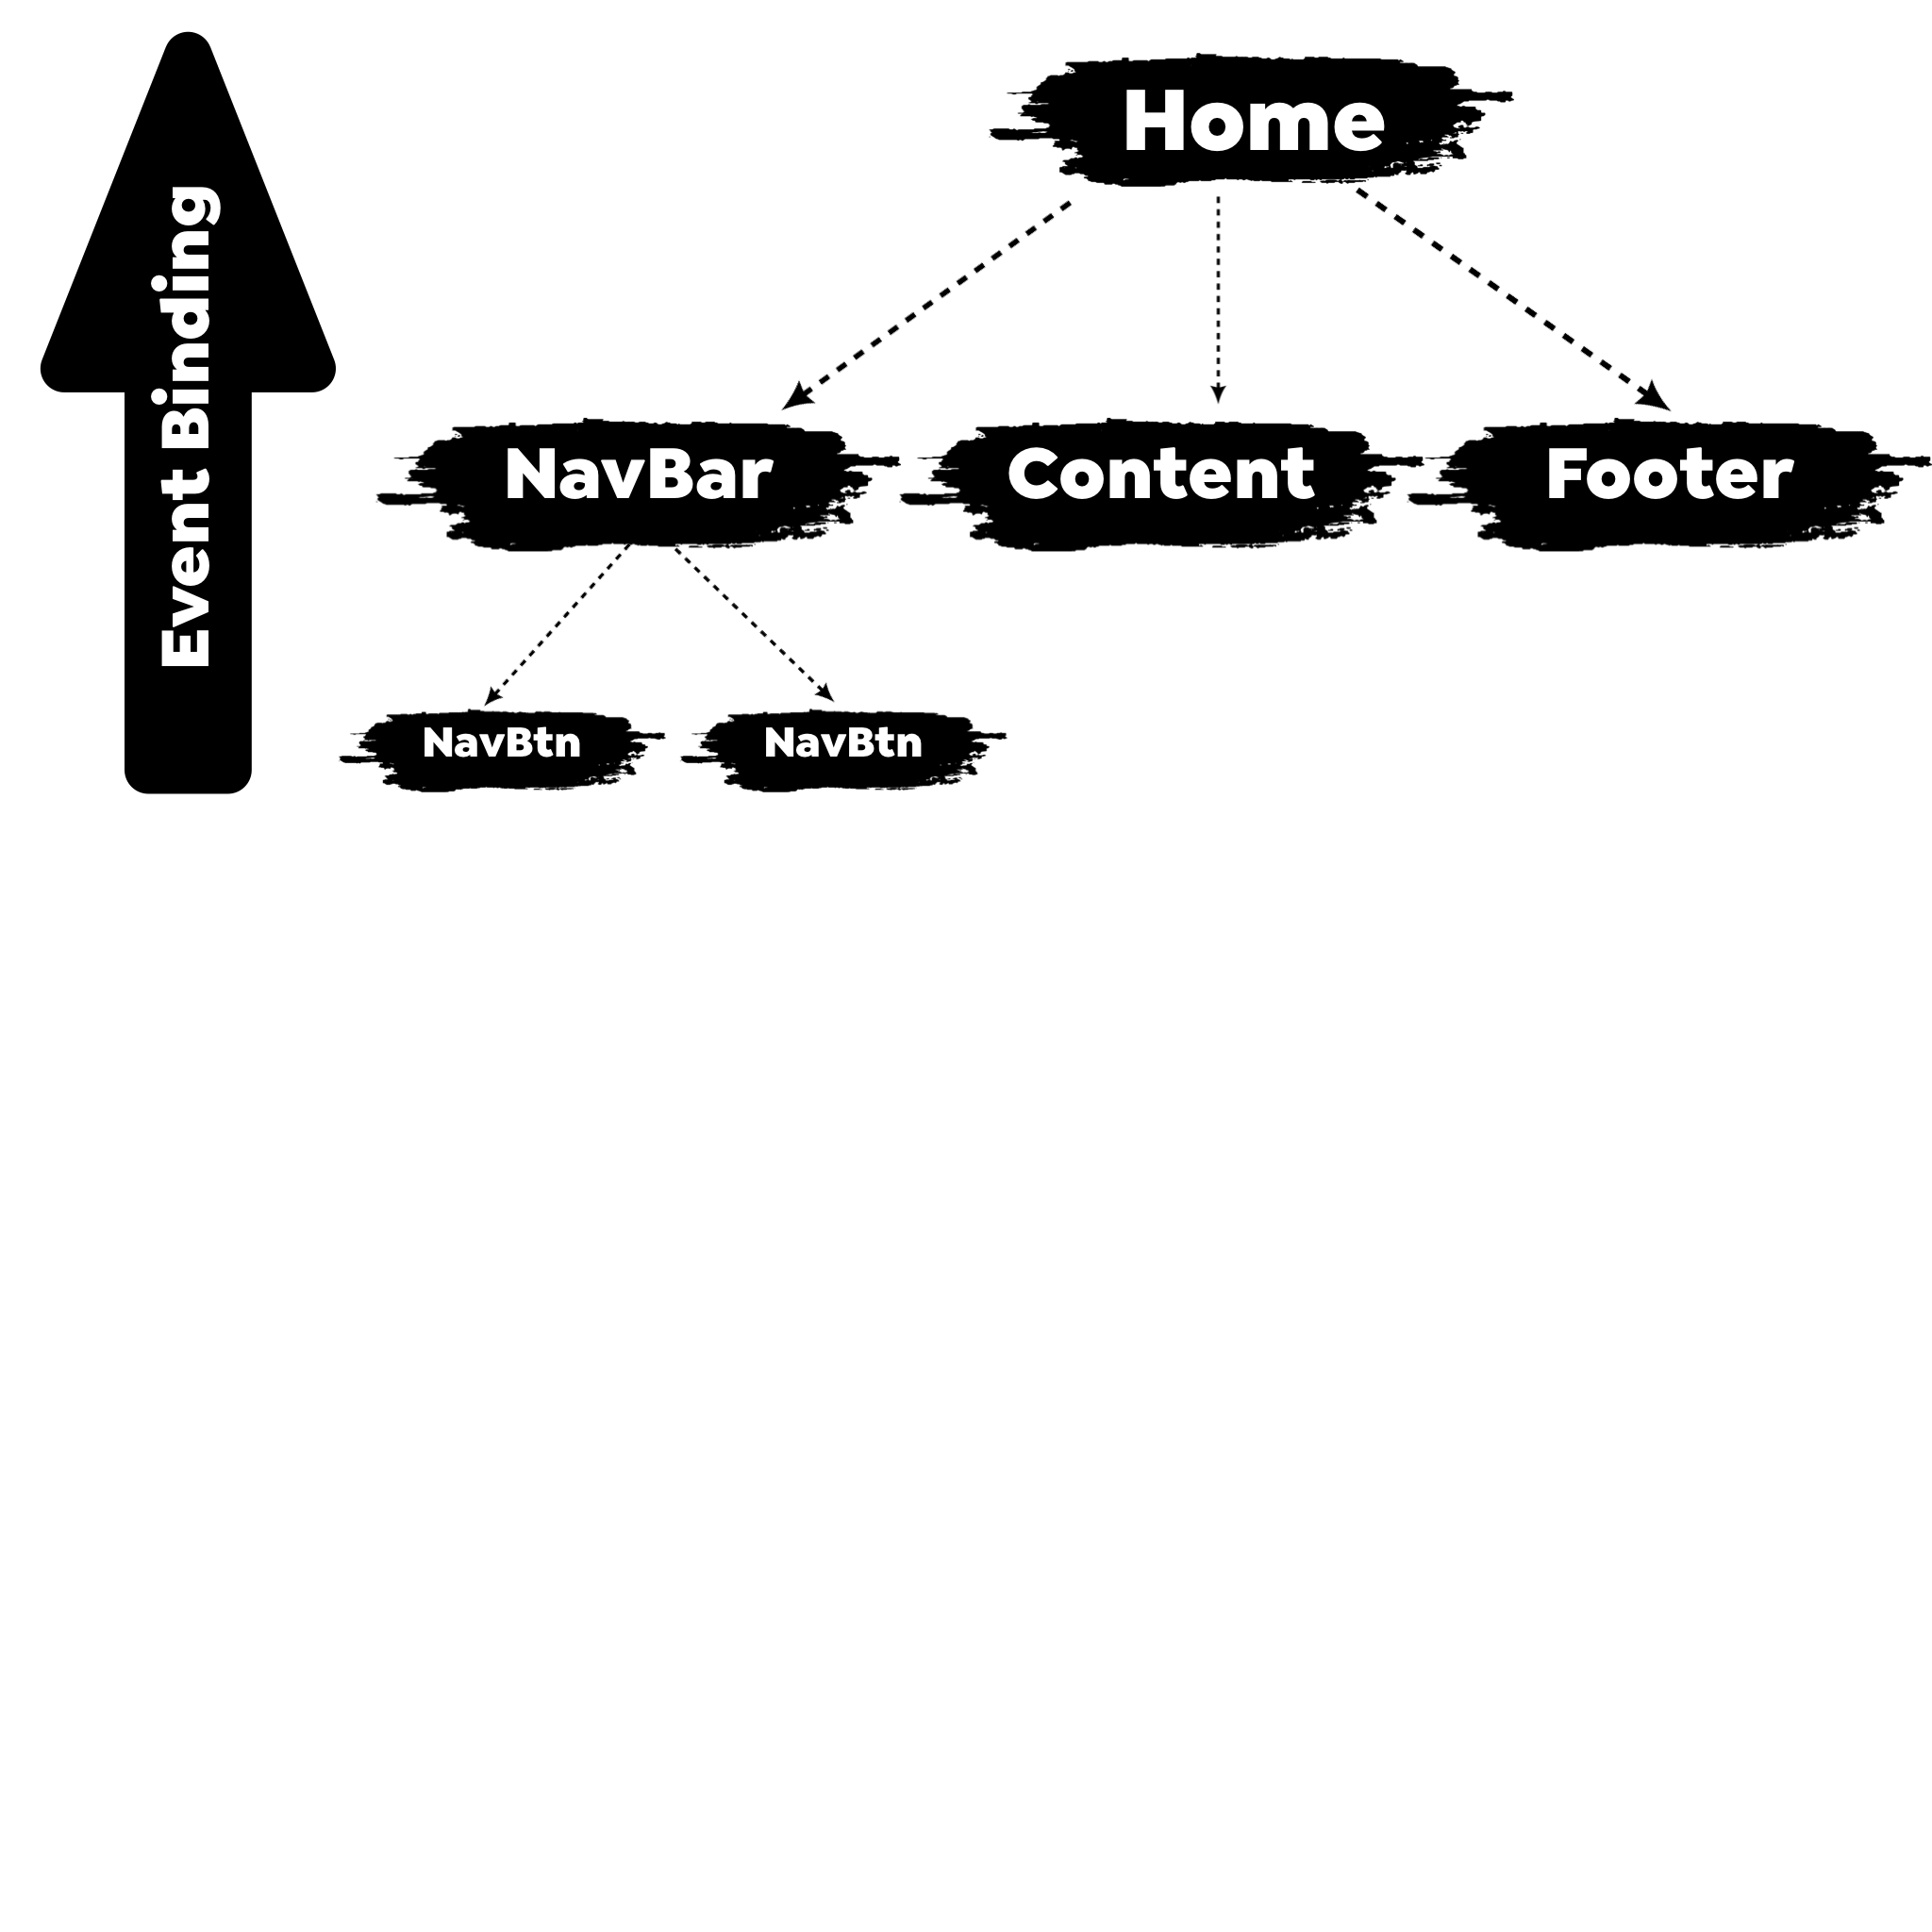 Event Binding
Home
NavBar
Content
Footer
NavBtn
NavBtn